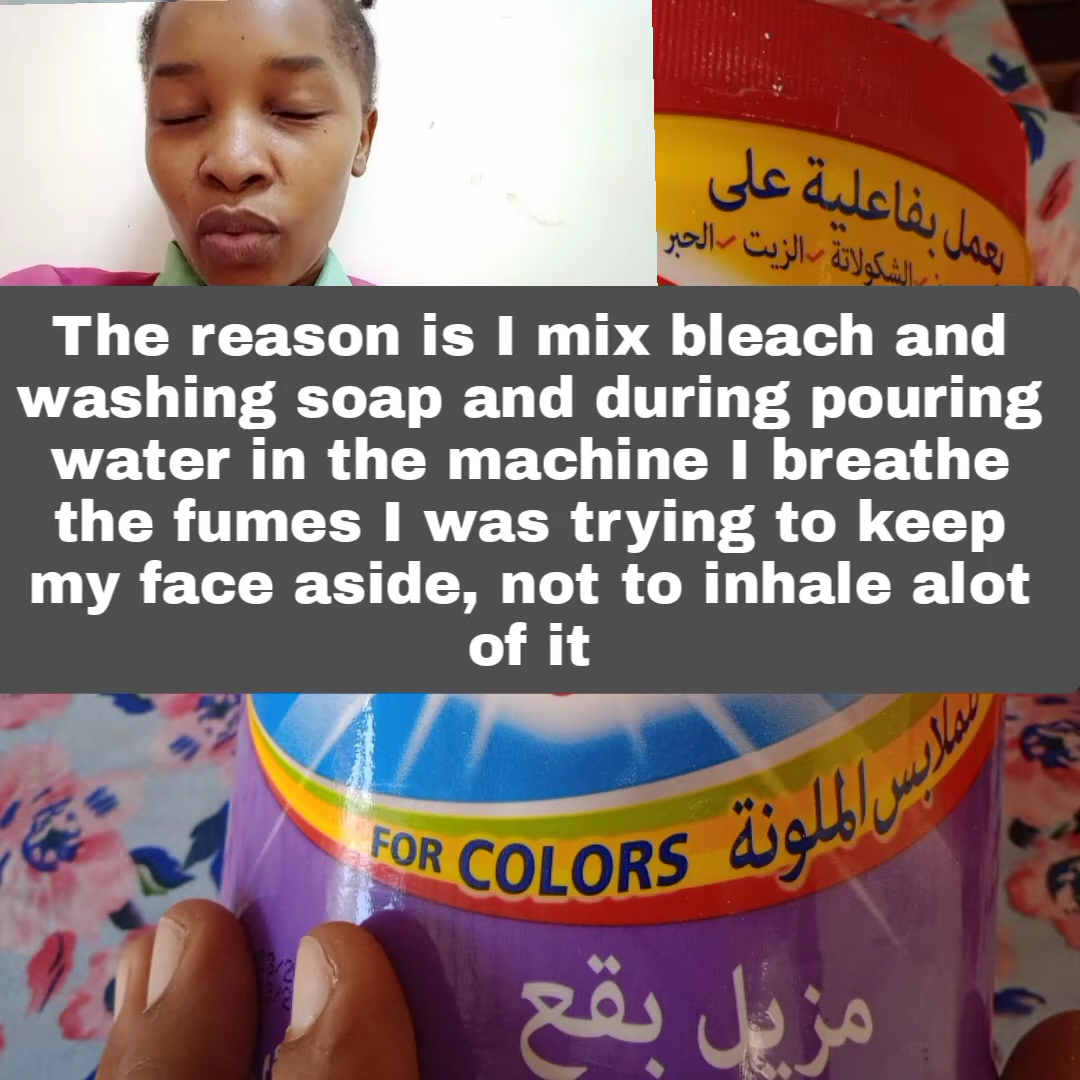 يعمل بفاعلية على
الشكولاتة الزيت الحبر
The reason is I mix bleach and
washing soap and during pouring
water in the machine I breathe
the fumes I was trying to keep
my face aside, not to inhale alot
of it
FOR COLORS للملابس الملونة
مزيل بقع